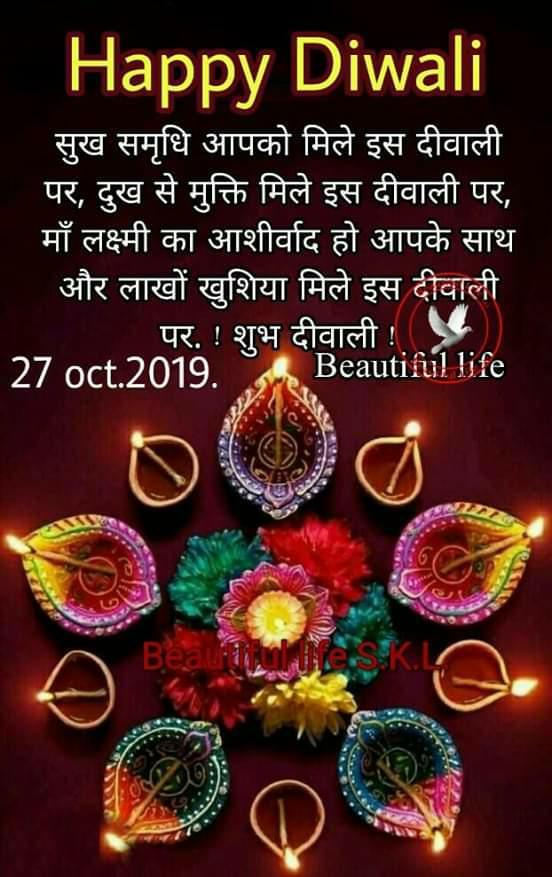 Happy Diwali
सुख समृधि आपको मिले इस दीवाली
पर, दुख से मुक्ति मिले इस दीवाली पर,
माँ लक्ष्मी का आशीर्वाद हो आपके साथ
और लाखों खुशिया मिले इस दीवाली
पर. ! शुभ दीवाली !
27 oct.2019.
Beautiful life
Beautiful life S.K.L,